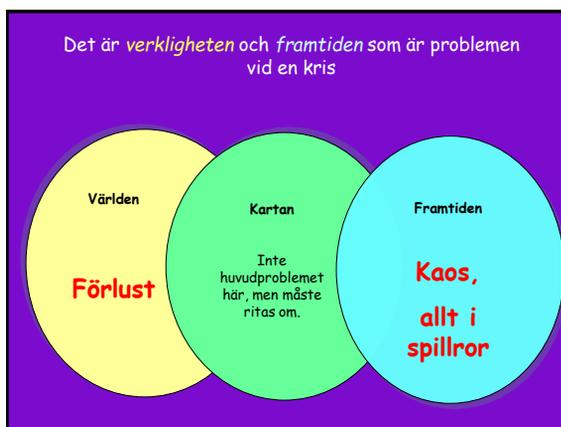 Det är verkligheten och framtiden som är problemen
vid en kris
Världen
Förlust
Kartan
Inte
huvudproblemet
här, men måste
ritas om.
Framtiden
Kaos,
allt i
spillror